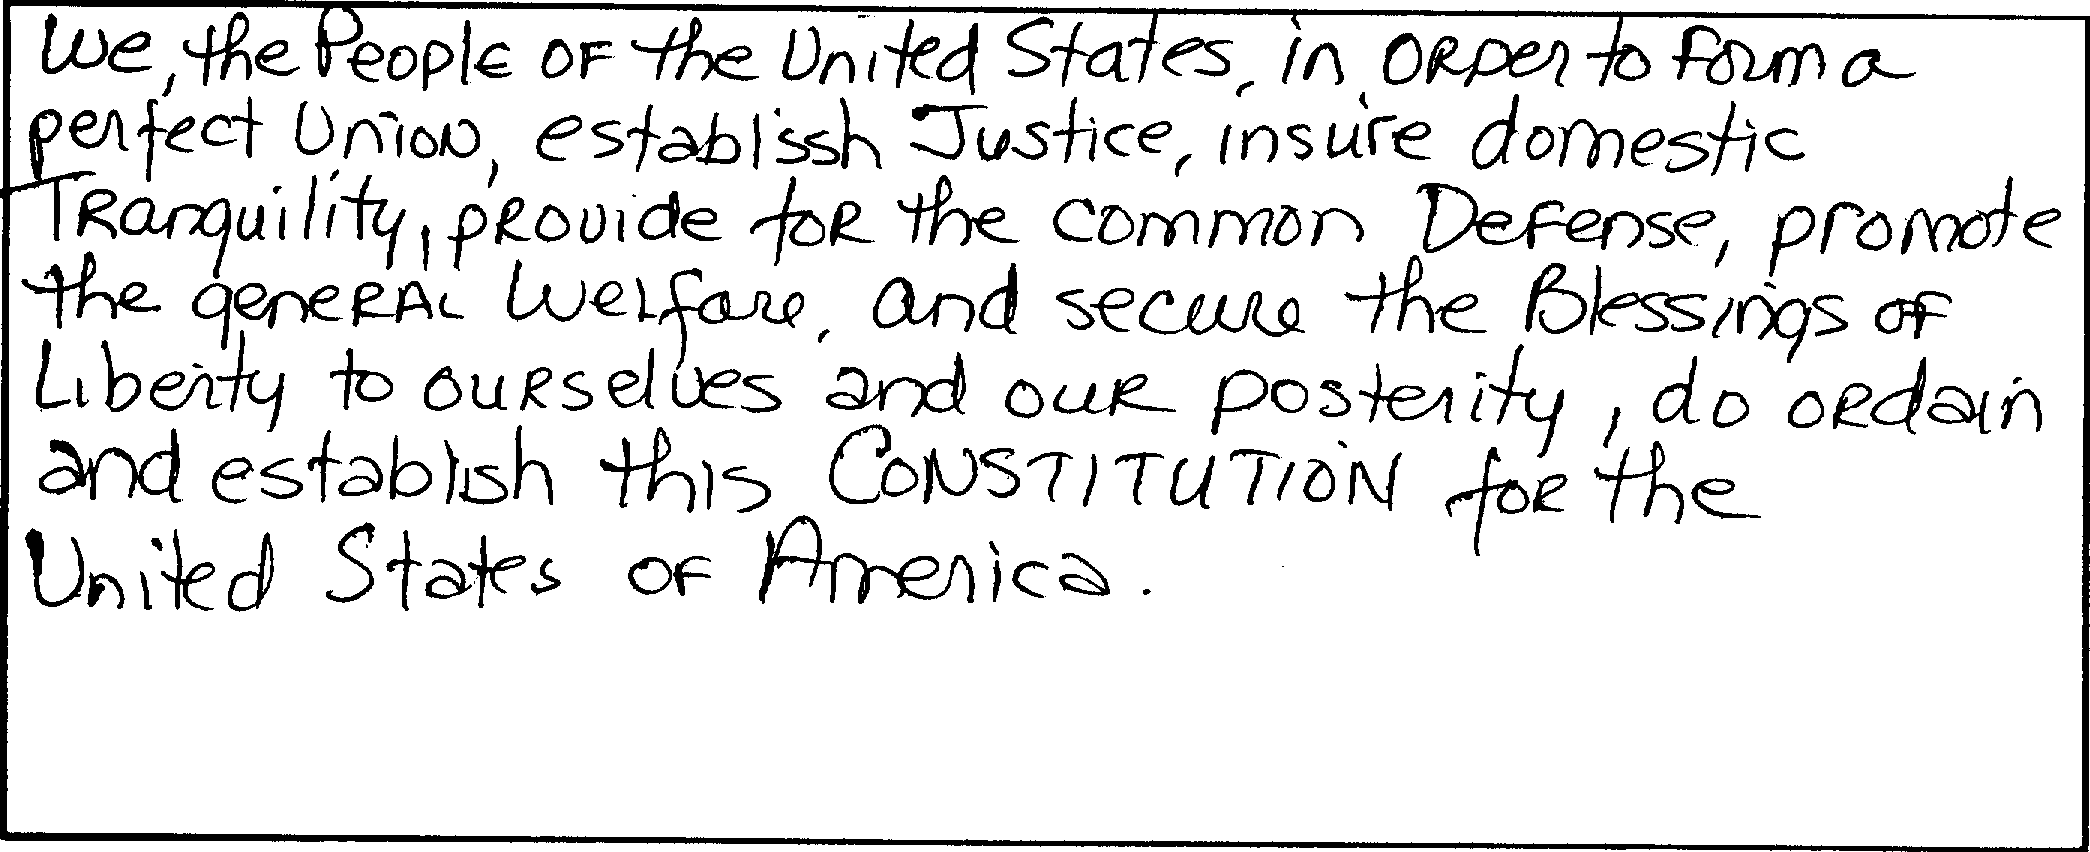 We, the People of the United States, in order to form a
perfect Union, establissh Justice, insure domestic
Tranquility, provide for the common Defense, promote
the general Welfare, and secure the Blessings of
Liberty to ourselves and our posterity, do ordain
and establish this CONSTITUTION for the
United States of America.